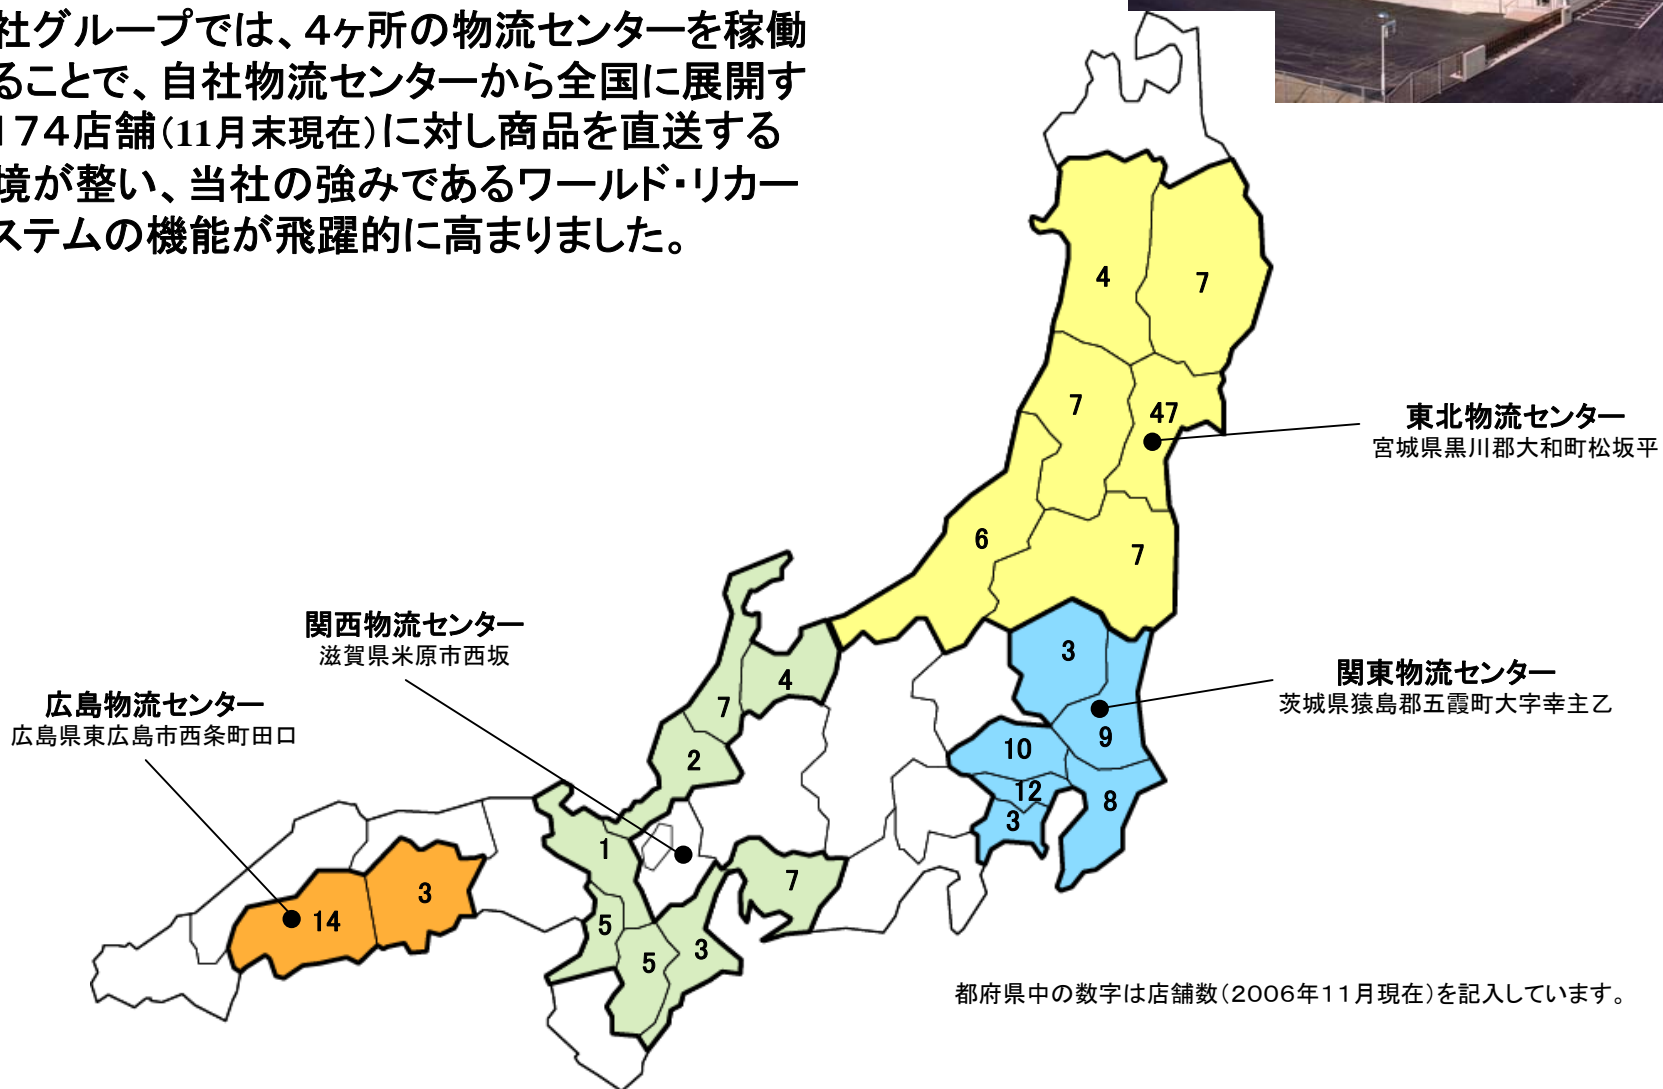 社グループでは、4ヶ所の物流センターを稼働
ることで、自社物流センターから全国に展開す
174店舗(11月末現在)に対し商品を直送する
境が整い、当社の強みであるワールド・リカー
ステムの機能が飛躍的に高まりました。
4
7
7
47
東北物流センター
宮城県黒川郡大和町松坂平
6
7
関西物流センター
滋賀県米原市西坂
3
関東物流センター
茨城県猿島郡五霞町大字幸主乙
4
7
広島物流センター
広島県東広島市西条町田口
2
10
9
12
8
3
1
7
3
14
5
5
3
都府県中の数字は店舗数(2006年11月現在)を記入しています。